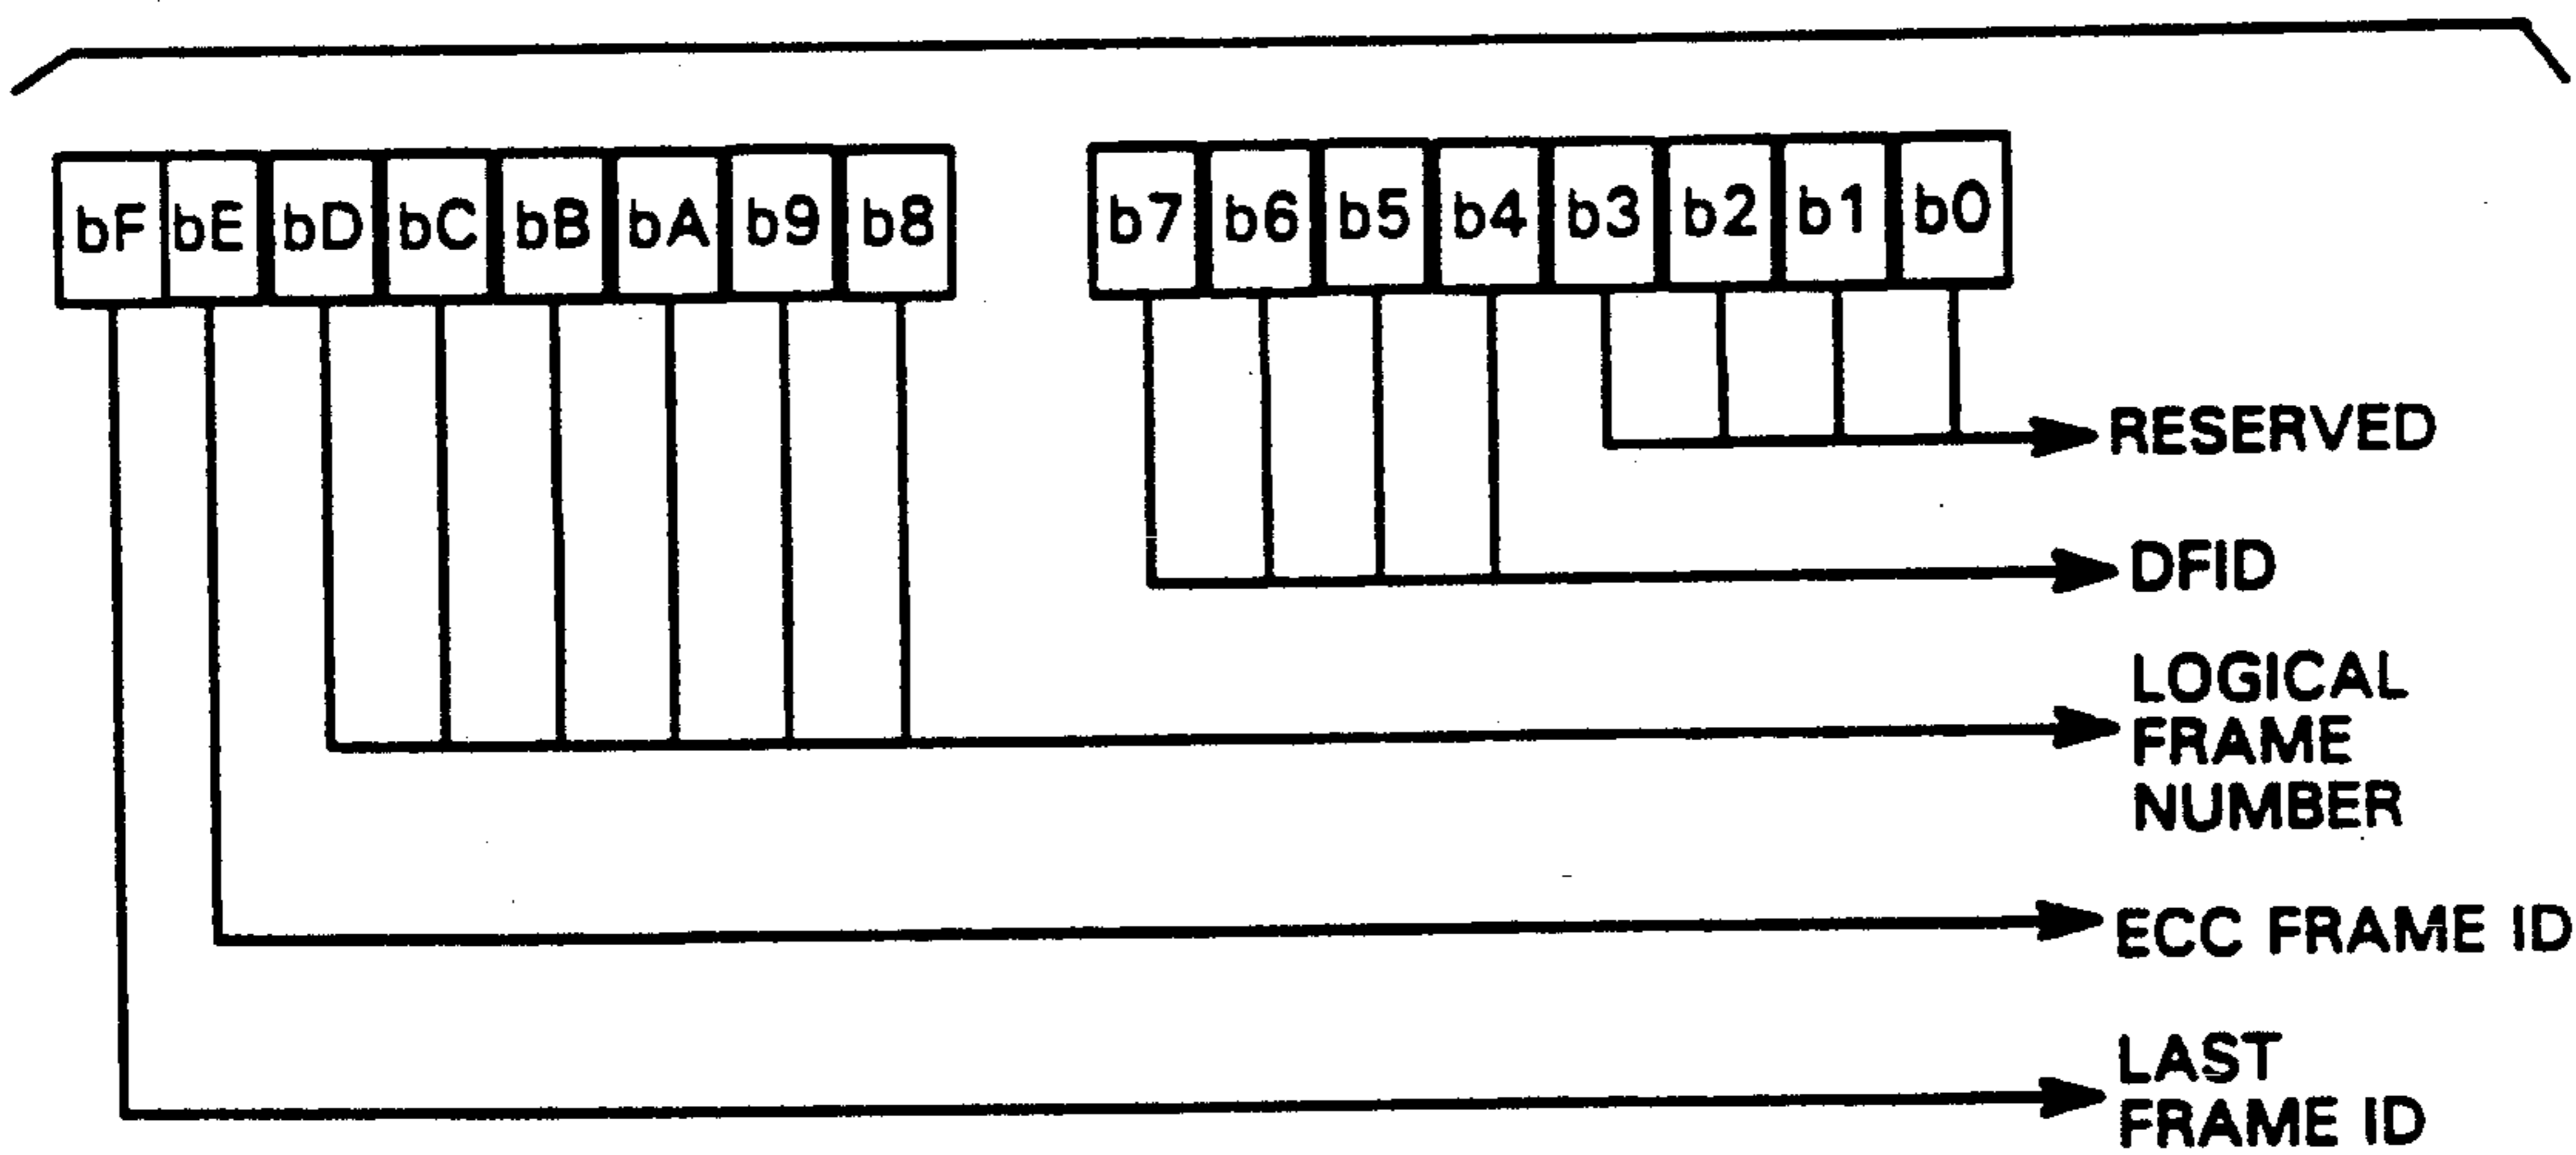 bF bE bD bC bB bA b9 b8 b7 b6 b5 b4 b3 b2 b1 b0
RESERVED
DFID
LOGICAL
FRAME
NUMBER
ECC FRAME ID
LAST
FRAME ID